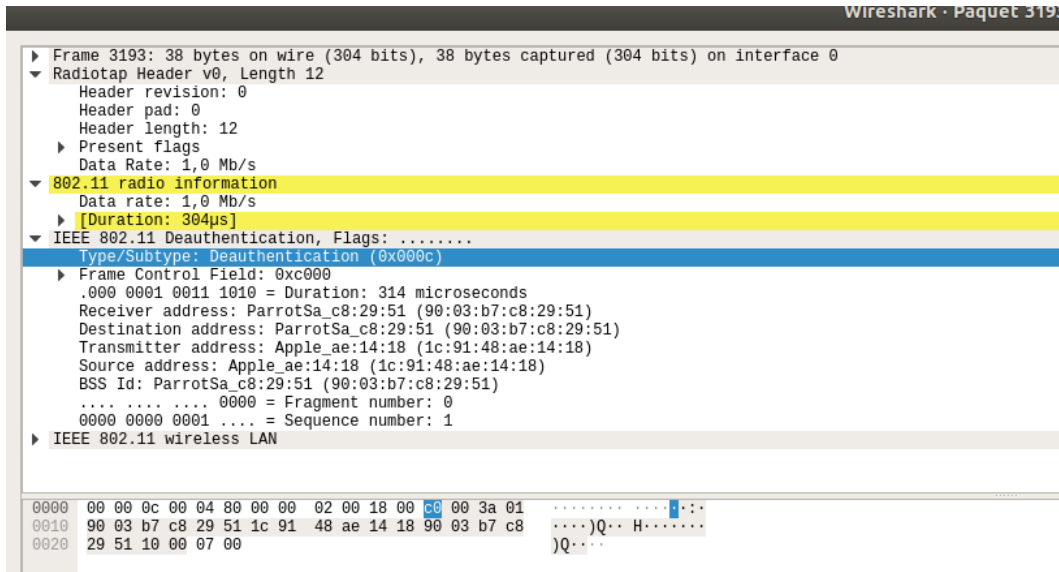 Wireshark · Paquet 3193
Frame 3193: 38 bytes on wire (304 bits), 38 bytes captured (304 bits) on interface 0
Radiotap Header v0, Length 12
Header revision: 0
Header pad: 0
Header length: 12
Present flags
Data Rate: 1,0 Mb/s
802.11 radio information
Data rate: 1,0 Mb/s
[Duration: 304µs]
IEEE 802.11 Deauthentication, Flags: ........
Type/Subtype: Deauthentication (0x000c)
Frame Control Field: 0xc000
.000 0001 0011 1010 = Duration: 314 microseconds
Receiver address: ParrotSa_c8:29:51 (90:03:b7:c8:29:51)
Destination address: ParrotSa_c8:29:51 (90:03:b7:c8:29:51)
Transmitter address: Apple_ae:14:18 (1c:91:48:ae:14:18)
Source address: Apple_ae:14:18 (1c:91:48:ae:14:18)
BSS Id: ParrotSa_c8:29:51 (90:03:b7:c8:29:51)
.... .... .... 0000 = Fragment number: 0
0000 0000 0001 .... = Sequence number: 1
IEEE 802.11 wireless LAN
0000 00 00 0c 00 04 80 00 00 02 00 18 00 c0 00 3a 01 ········ ······:·
0010 90 03 b7 c8 29 51 1c 91 48 ae 14 18 90 03 b7 c8 ····)Q·· H·······
0020 29 51 10 00 07 00 )Q····